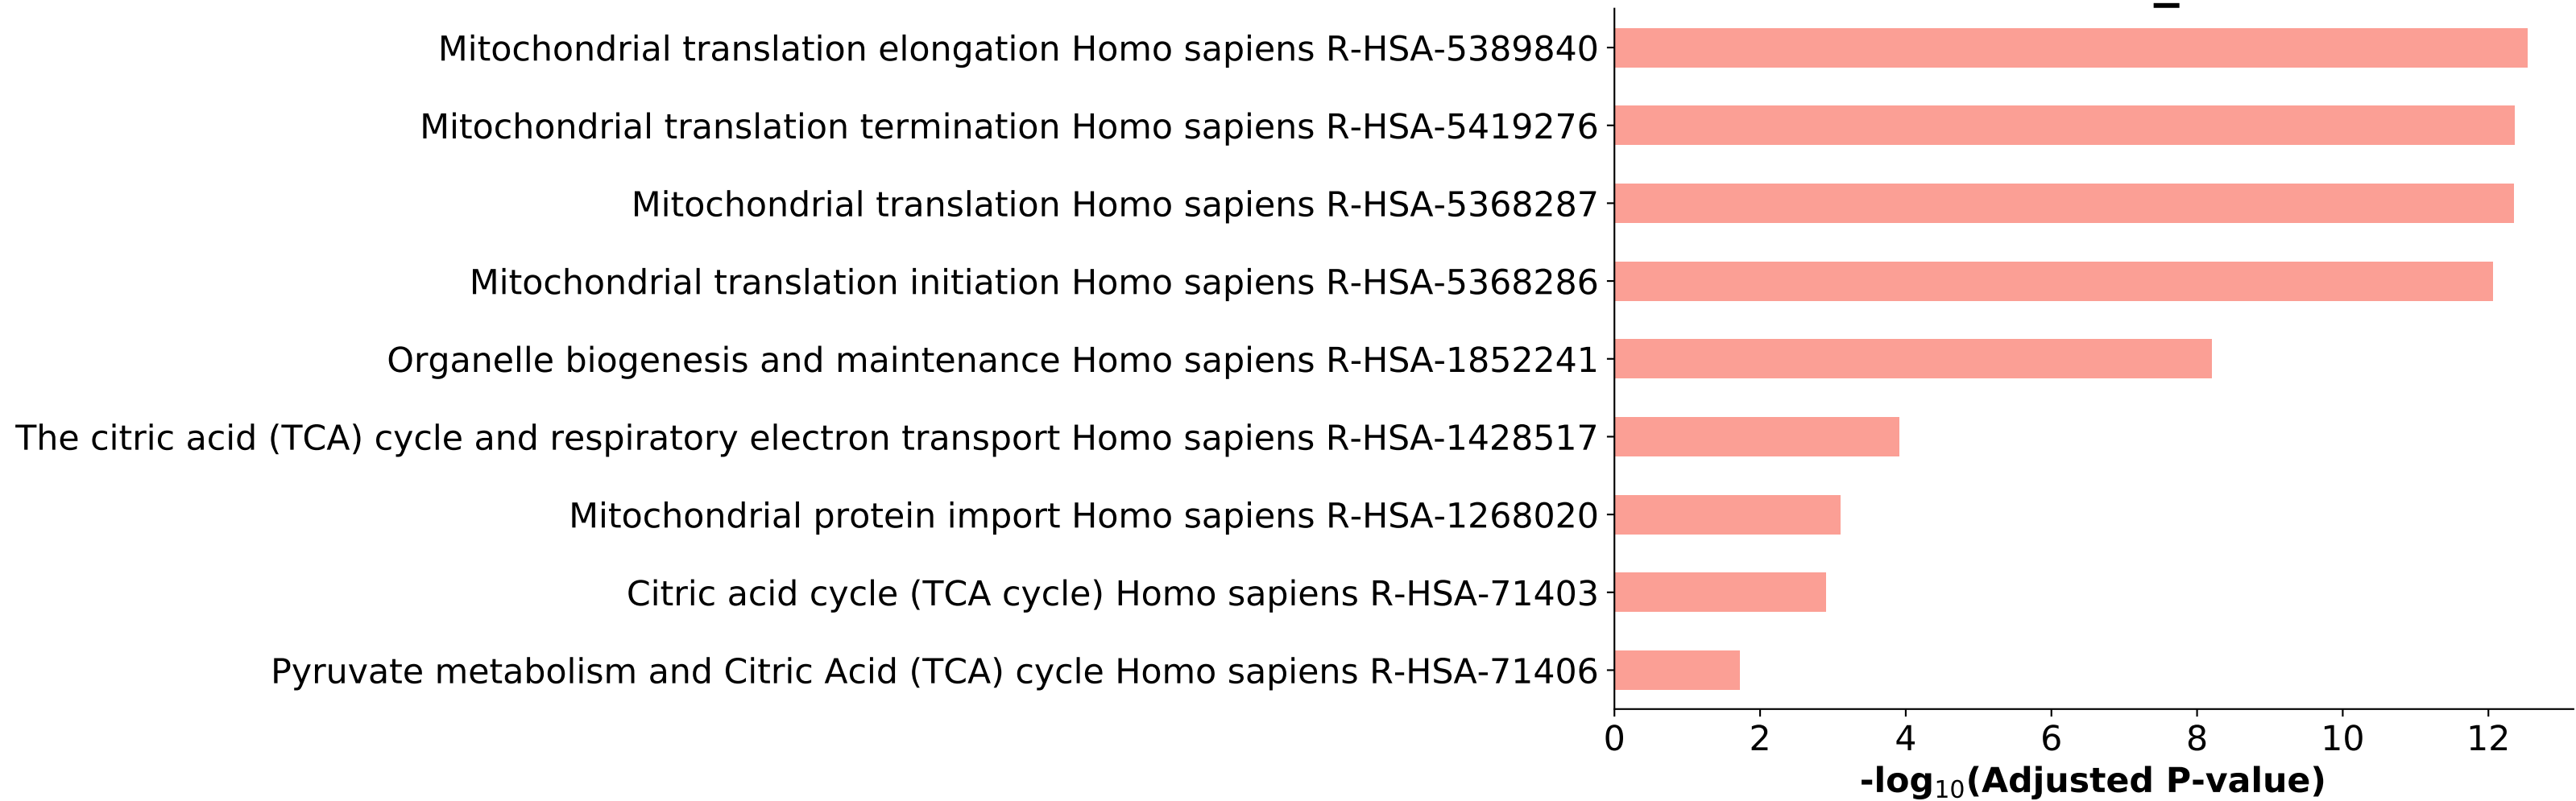 Mitochondrial translation elongation Homo sapiens R-HSA-5389840
Mitochondrial translation termination Homo sapiens R-HSA-5419276
Mitochondrial translation Homo sapiens R-HSA-5368287
Mitochondrial translation initiation Homo sapiens R-HSA-5368286
Organelle biogenesis and maintenance Homo sapiens R-HSA-1852241
The citric acid (TCA) cycle and respiratory electron transport Homo sapiens R-HSA-1428517
Mitochondrial protein import Homo sapiens R-HSA-1268020
Citric acid cycle (TCA cycle) Homo sapiens R-HSA-71403
Pyruvate metabolism and Citric Acid (TCA) cycle Homo sapiens R-HSA-71406
0 2 4 6 8 10 12
-log₁₀(Adjusted P-value)